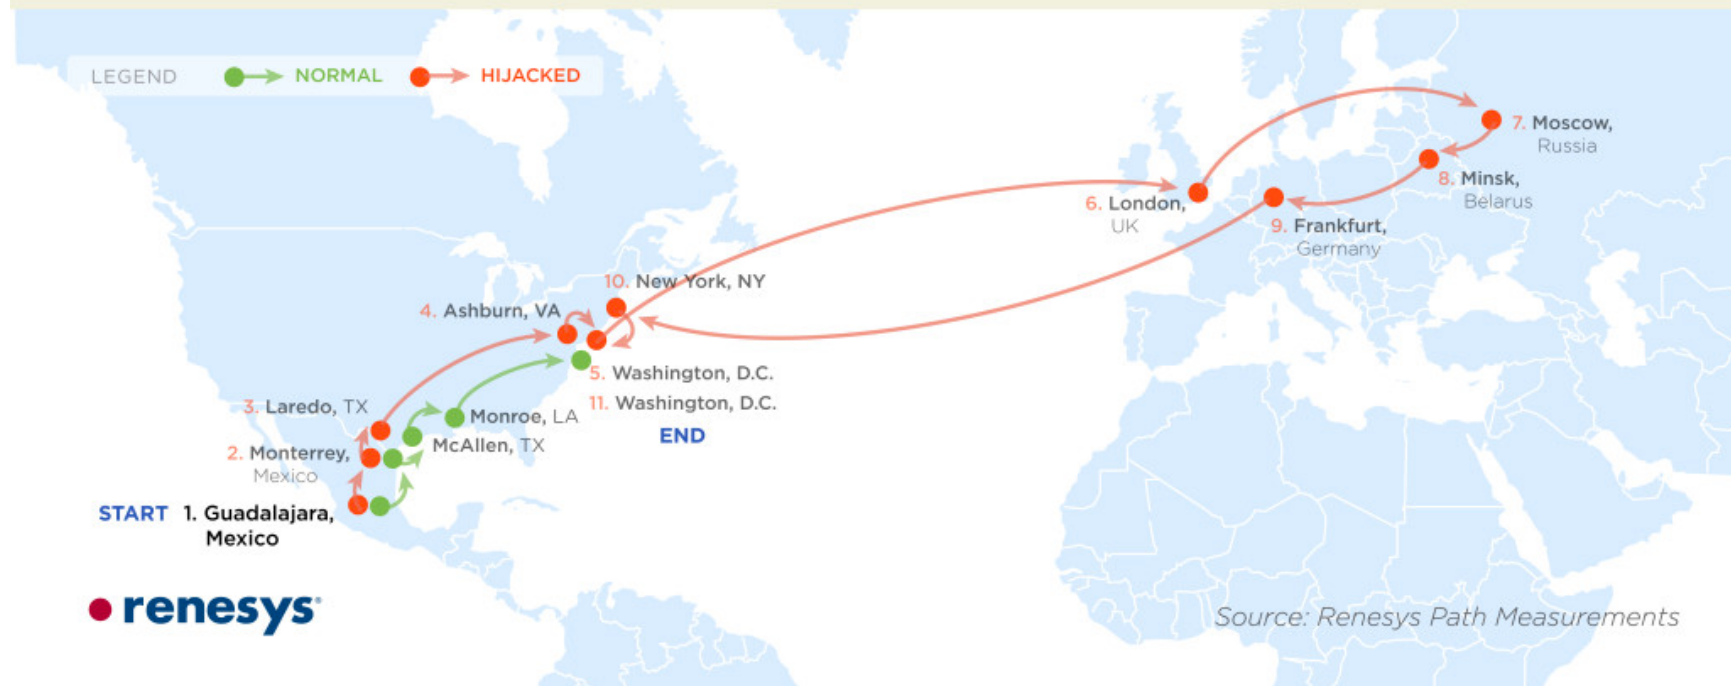 LEGEND NORMAL HIJACKED
7. Moscow,
Russia
8. Minsk,
Belarus
6. London,
UK
9. Frankfurt,
Germany
10. New York, NY
4. Ashburn, VA
5. Washington, D.C.
11. Washington, D.C.
END
3. Laredo, TX
Monroe, LA
McAllen, TX
2. Monterrey,
Mexico
START 1. Guadalajara,
Mexico
renesys
Source: Renesys Path Measurements